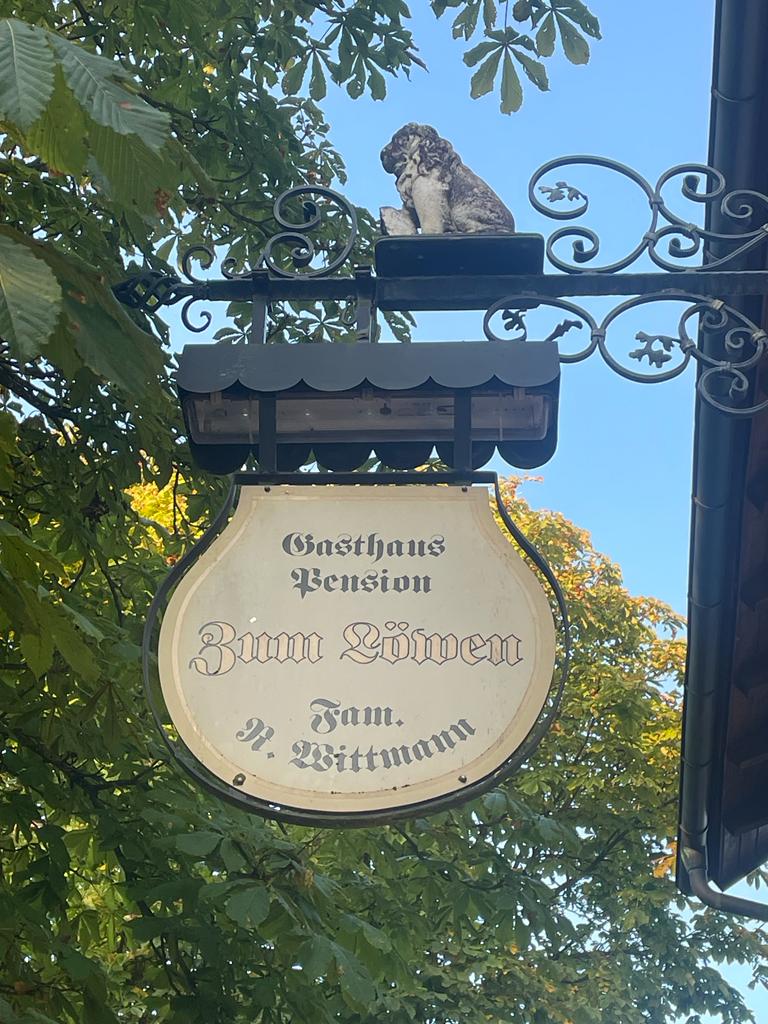 Gasthaus
Pension
Zum Löwen
Fam.
R. Wittmann